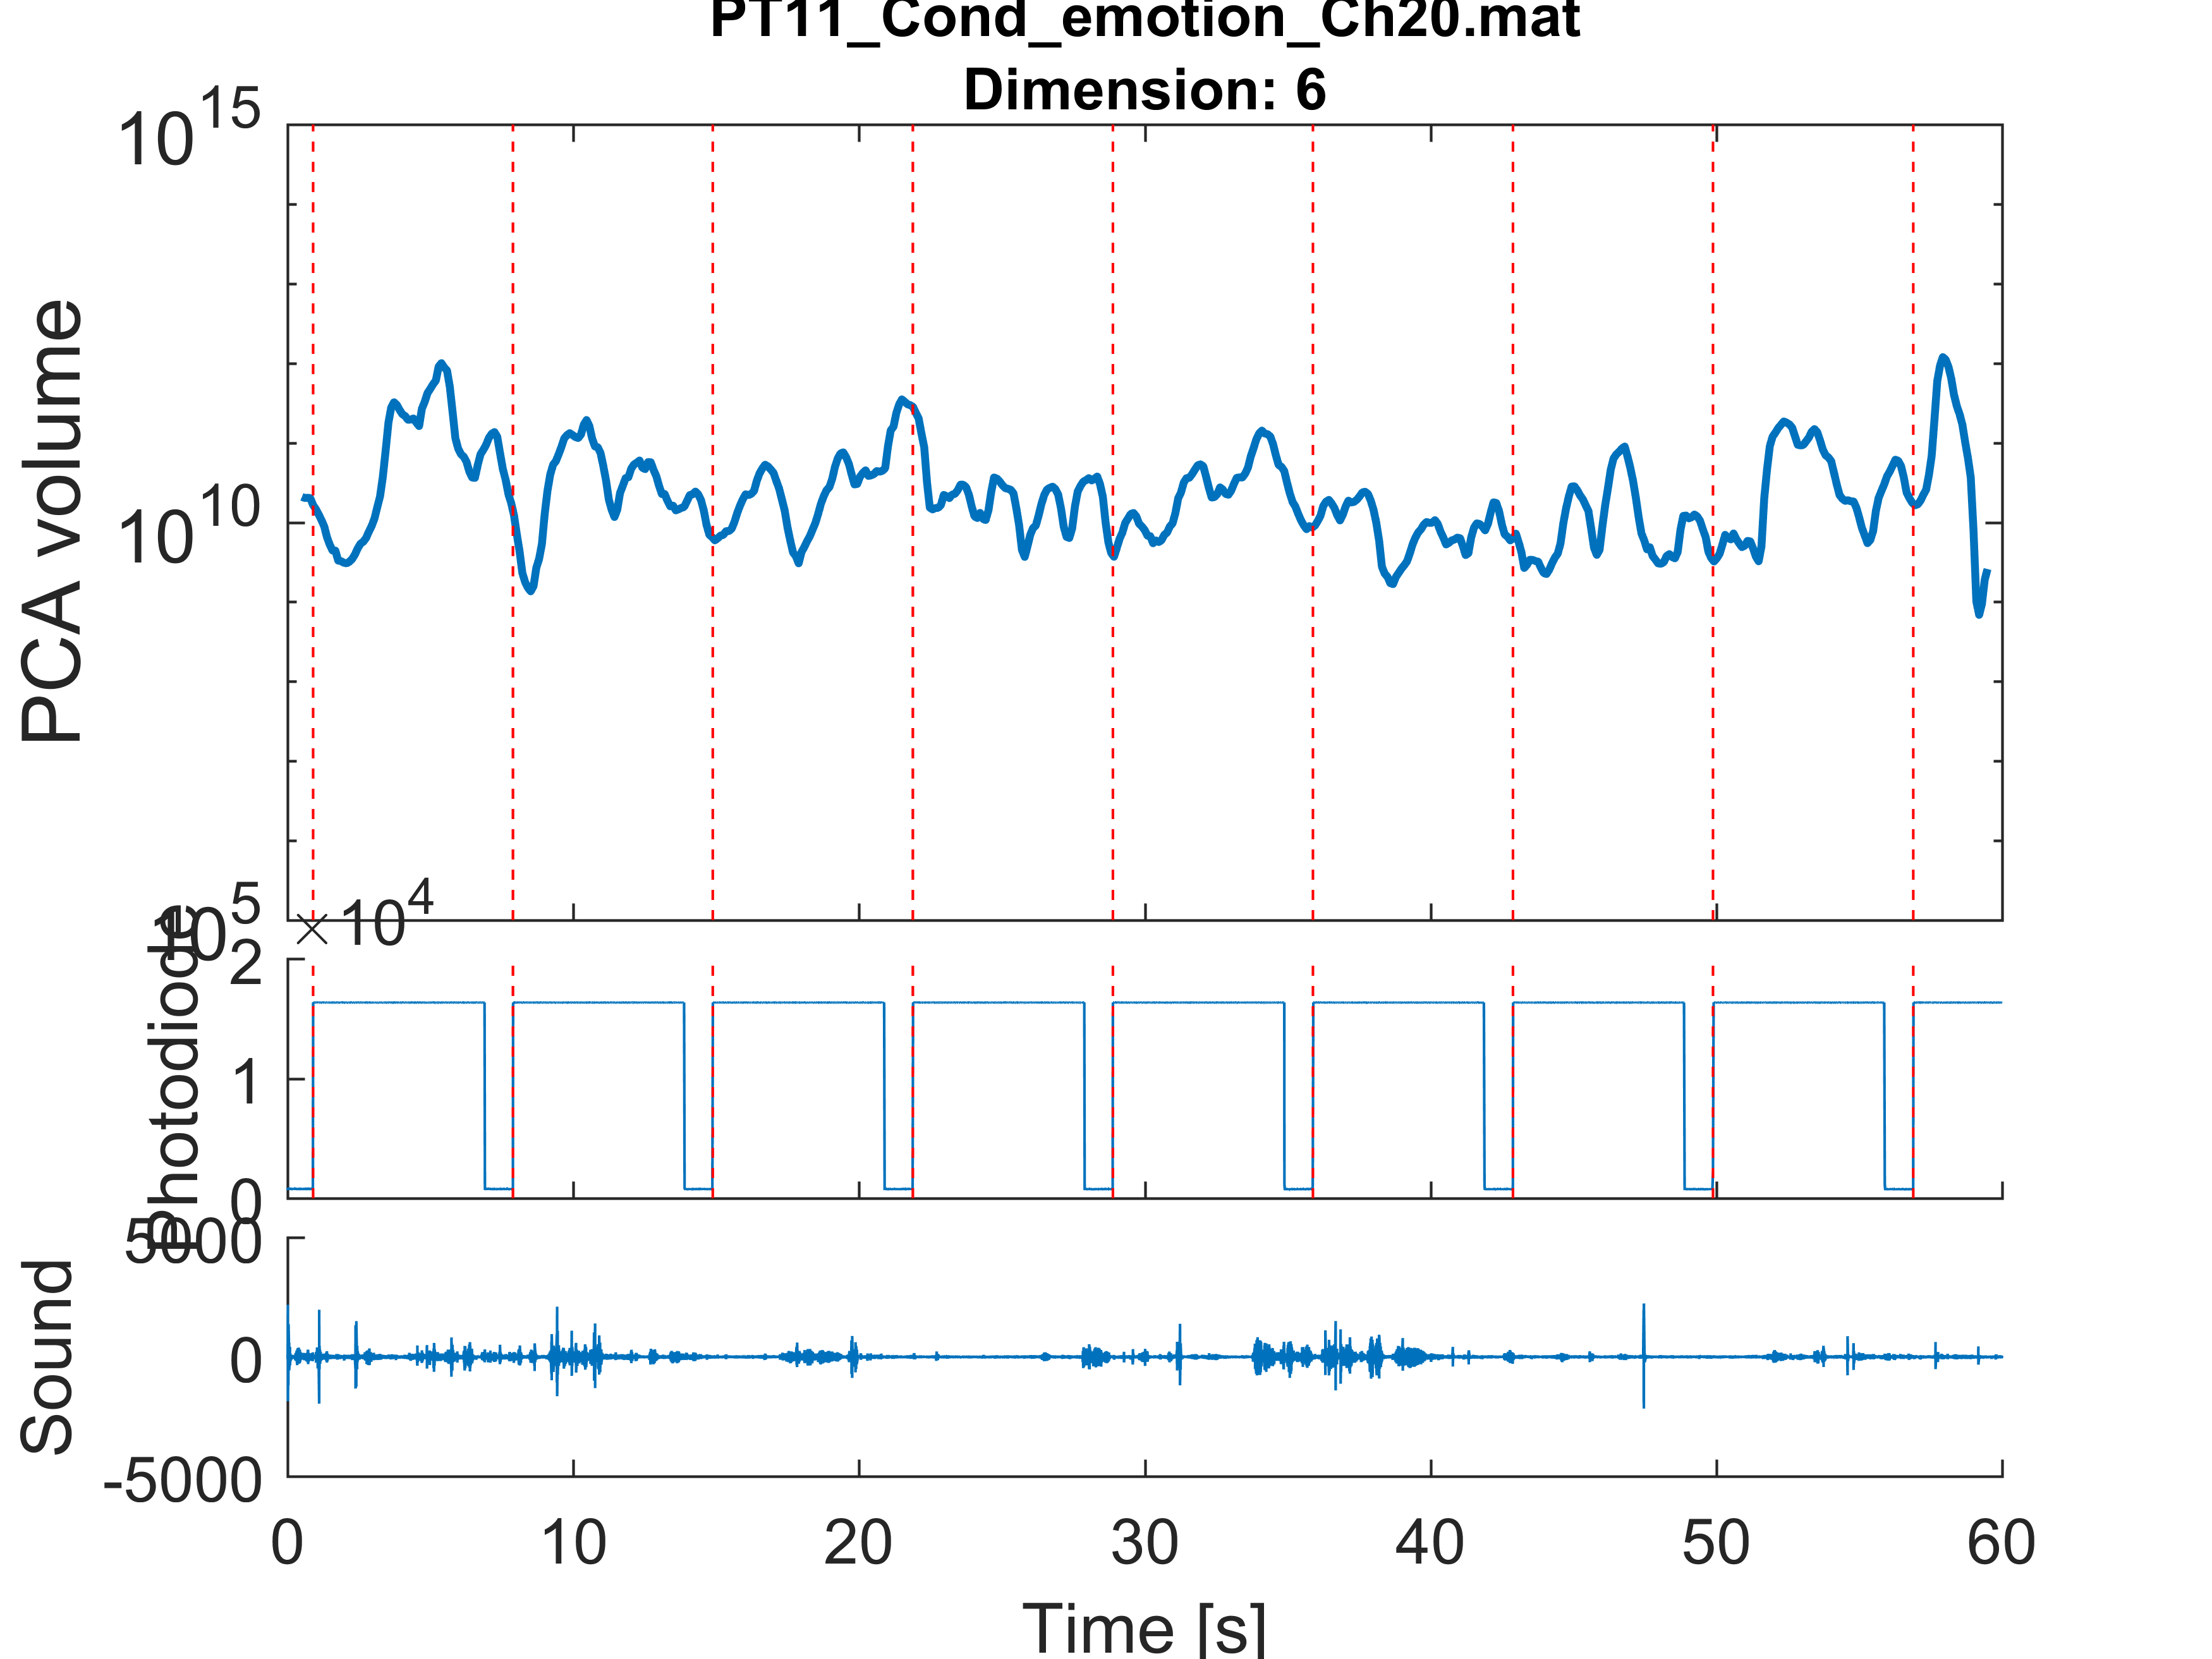 PT11_Cond_emotion_Ch20.mat
Dimension: 6
PCA volume
10^15
10^10
10^5
×10^4
Photodiode
2
1
0
Sound
5000
0
-5000
0 10 20 30 40 50 60
Time [s]